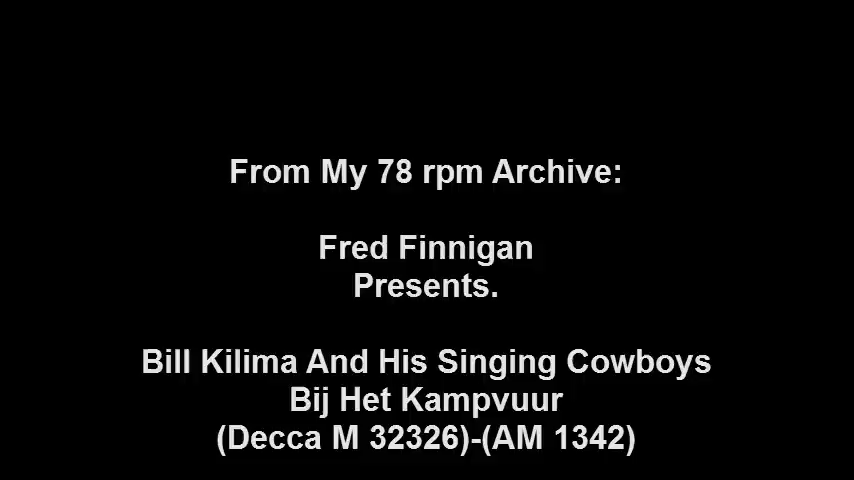 From My 78 rpm Archive:
Fred Finnigan
Presents.
Bill Kilima And His Singing Cowboys
Bij Het Kampvuur
(Decca M 32326)-(AM 1342)